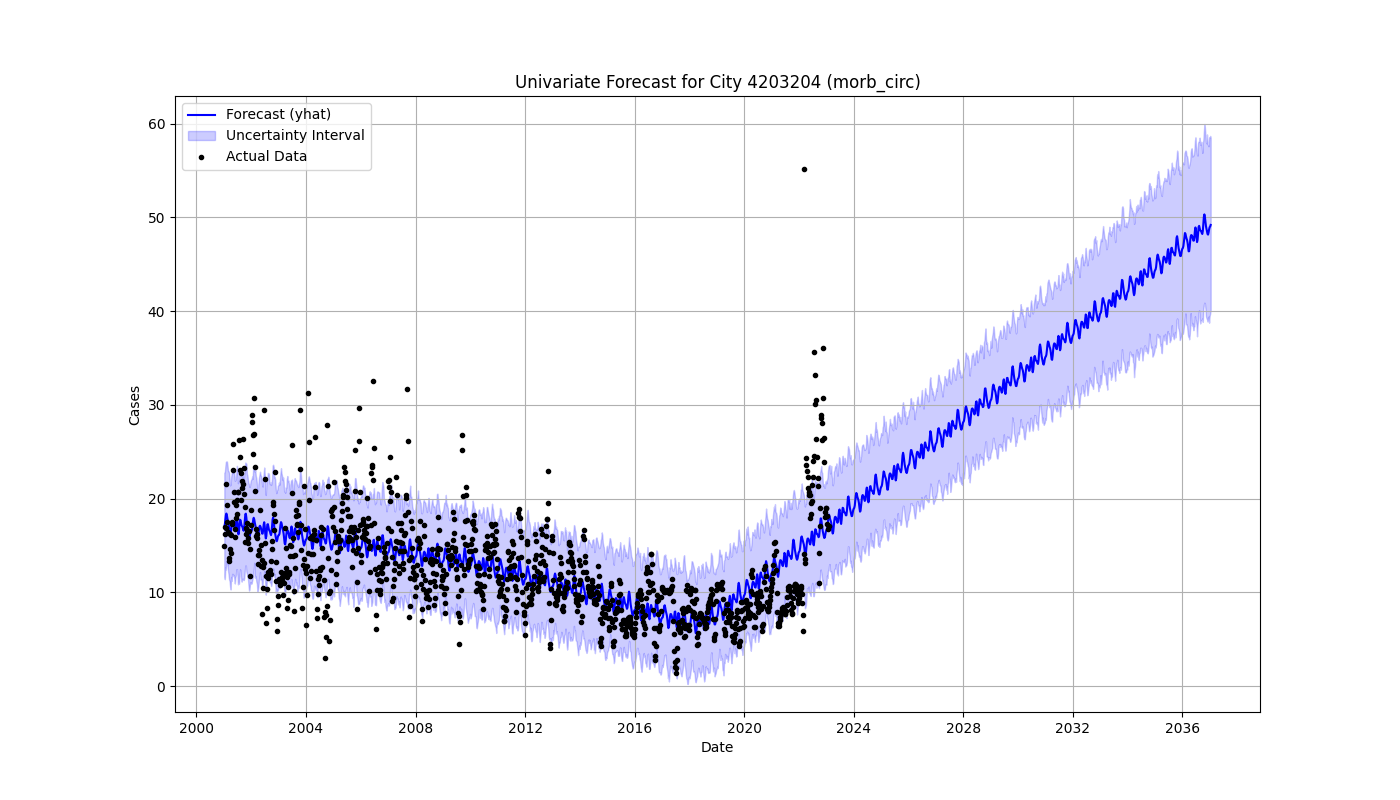 Univariate Forecast for City 4203204 (morb_circ)
Forecast (yhat)
Uncertainty Interval
Actual Data
60
50
40
30
20
10
0
Cases
2000 2004 2008 2012 2016 2020 2024 2028 2032 2036
Date